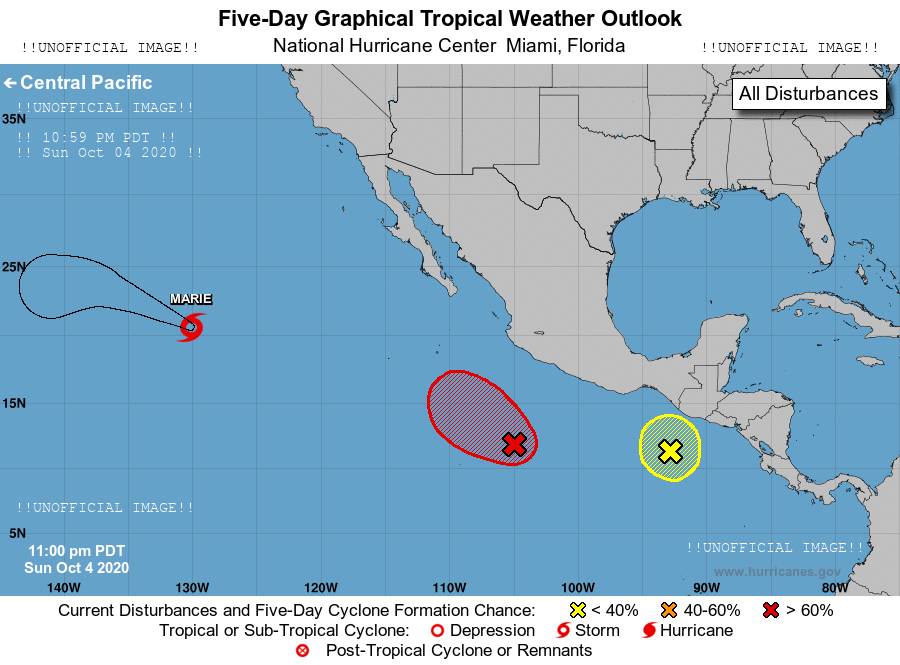 Five-Day Graphical Tropical Weather Outlook
!!UNOFFICIAL IMAGE!! National Hurricane Center Miami, Florida !!UNOFFICIAL IMAGE!!
← Central Pacific
All Disturbances
!!UNOFFICIAL IMAGE!!
35N
!! 10:59 PM PDT !!
!! Sun Oct 04 2020 !!
25N
MARIE
15N
!!UNOFFICIAL IMAGE!!
5N
11:00 pm PDT
Sun Oct 4 2020
!!UNOFFICIAL IMAGE!!
www.hurricanes.gov
140W 130W 120W 110W 100W 90W 80W
Current Disturbances and Five-Day Cyclone Formation Chance: < 40% 40-60% > 60%
Tropical or Sub-Tropical Cyclone: Depression Storm Hurricane
Post-Tropical Cyclone or Remnants